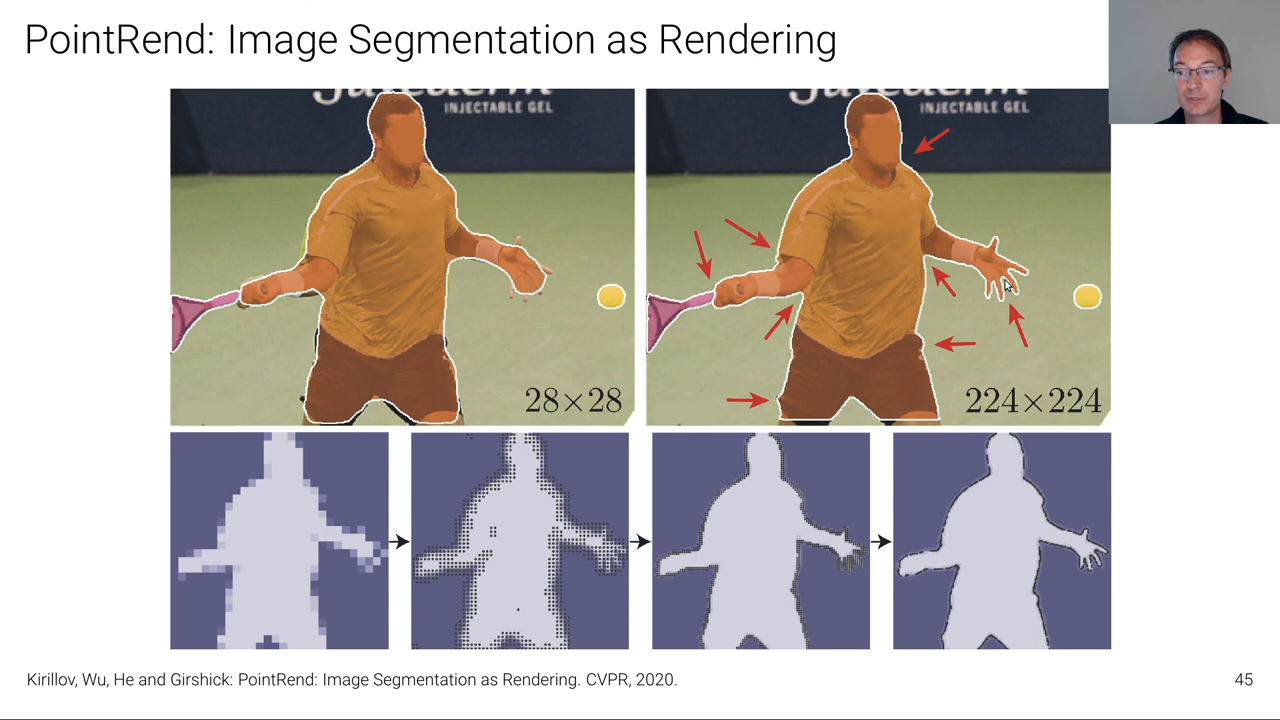 PointRend: Image Segmentation as Rendering
INJECTABLE GEL
INJECTABLE GEL
28×28
224×224
Kirillov, Wu, He and Girshick: PointRend: Image Segmentation as Rendering. CVPR, 2020.
45